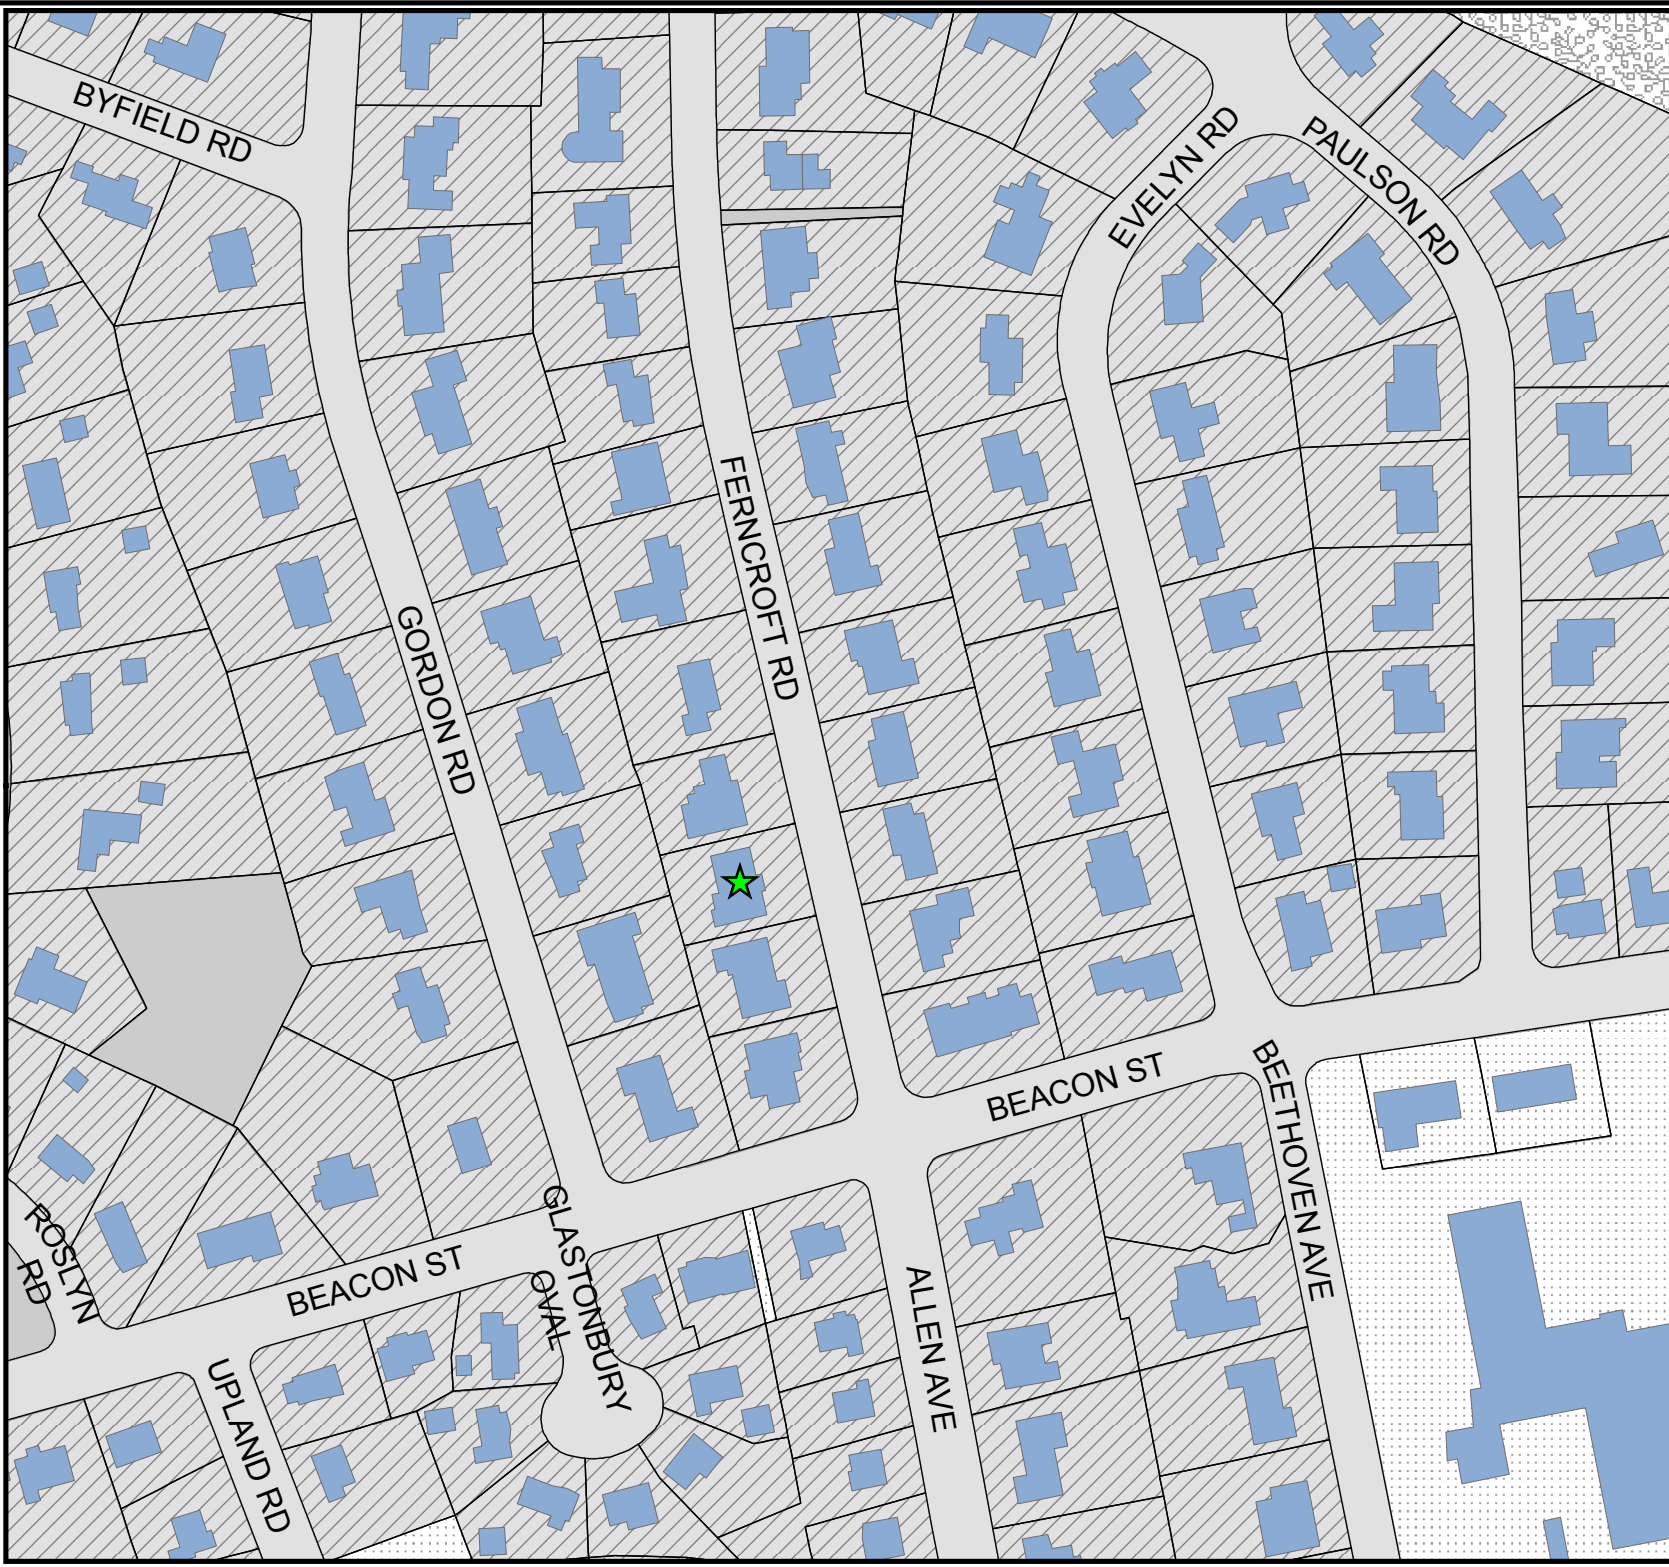 BYFIELD RD
EVELYN RD
PAULSON RD
FERNCROFT RD
GORDON RD
BEACON ST
BEETHOVEN AVE
ROSLYN
RD
BEACON ST
GLASTONBURY
OVAL
ALLEN AVE
UPLAND RD